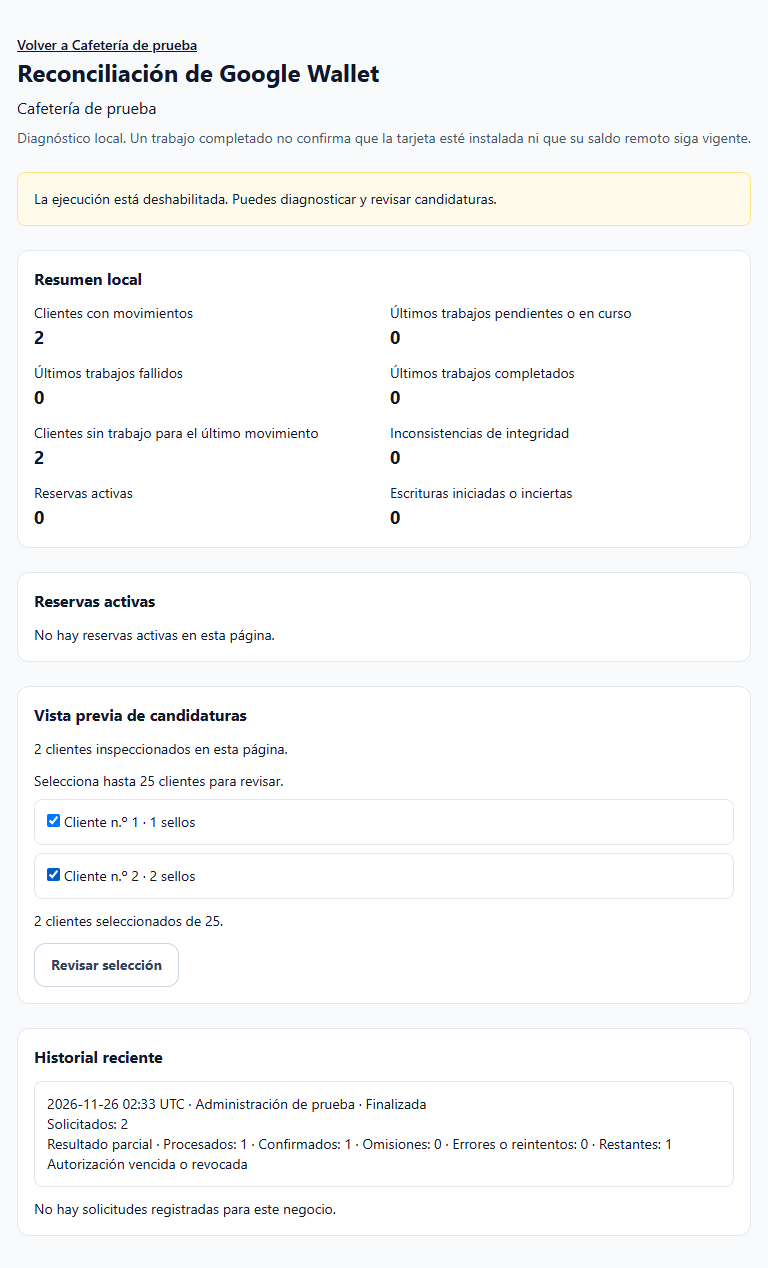 Volver a Cafetería de prueba
Reconciliación de Google Wallet
Cafetería de prueba
Diagnóstico local. Un trabajo completado no confirma que la tarjeta esté instalada ni que su saldo remoto siga vigente.
La ejecución está deshabilitada. Puedes diagnosticar y revisar candidaturas.
Resumen local
Clientes con movimientos
2
Últimos trabajos pendientes o en curso
0
Últimos trabajos fallidos
0
Últimos trabajos completados
0
Clientes sin trabajo para el último movimiento
2
Inconsistencias de integridad
0
Reservas activas
0
Escrituras iniciadas o inciertas
0
Reservas activas
No hay reservas activas en esta página.
Vista previa de candidaturas
2 clientes inspeccionados en esta página.
Selecciona hasta 25 clientes para revisar.
Cliente n.º 1 · 1 sellos
Cliente n.º 2 · 2 sellos
2 clientes seleccionados de 25.
Revisar selección
Historial reciente
2026-11-26 02:33 UTC · Administración de prueba · Finalizada
Solicitados: 2
Resultado parcial · Procesados: 1 · Confirmados: 1 · Omisiones: 0 · Errores o reintentos: 0 · Restantes: 1
Autorización vencida o revocada
No hay solicitudes registradas para este negocio.